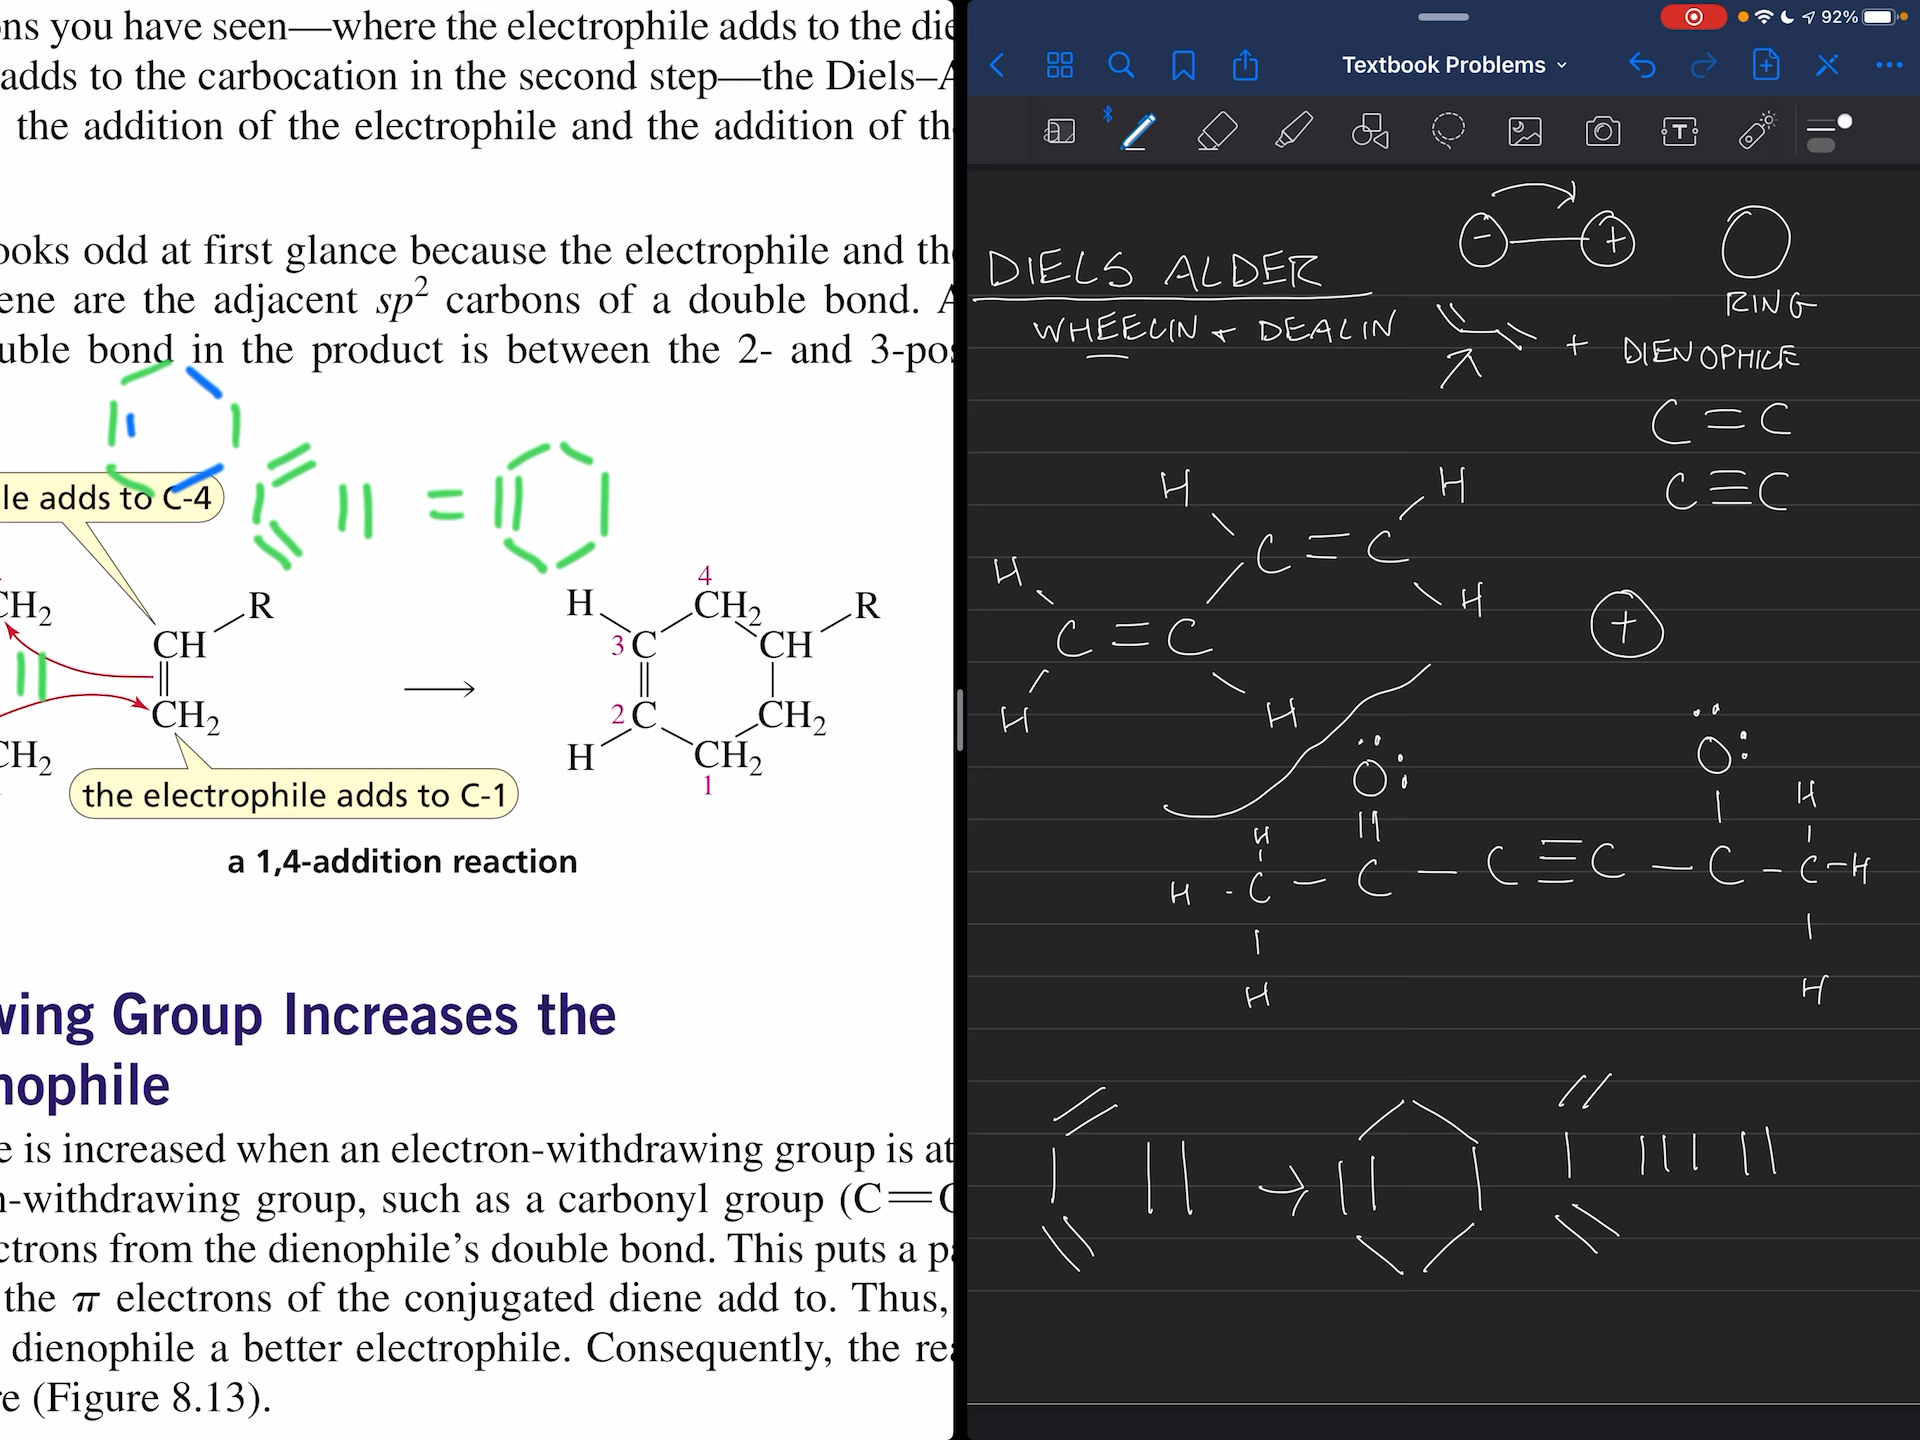 ns you have seen—where the electrophile adds to the die
adds to the carbocation in the second step—the Diels–A
the addition of the electrophile and the addition of th
ooks odd at first glance because the electrophile and th
ene are the adjacent sp² carbons of a double bond. A
uble bond in the product is between the 2- and 3-pos
le adds to C-4
CH₂
CH
R
CH₂
CH₂
the electrophile adds to C-1
4
H
CH₂
R
3
C
CH
2
C
CH₂
H
CH₂
1
a 1,4-addition reaction
wing Group Increases the
nophile
e is increased when an electron-withdrawing group is at
n-withdrawing group, such as a carbonyl group (C=O
ctrons from the dienophile’s double bond. This puts a pa
the π electrons of the conjugated diene add to. Thus,
dienophile a better electrophile. Consequently, the rea
e (Figure 8.13).
92%
Textbook Problems
T
- +
DIELS ALDER
RING
WHEELIN + DEALIN
+ DIENOPHILE
C = C
C ≡ C
H H
C = C
H H
C = C
H H
+
O: O:
H H
H - C - C - C ≡ C - C - C - H
H H